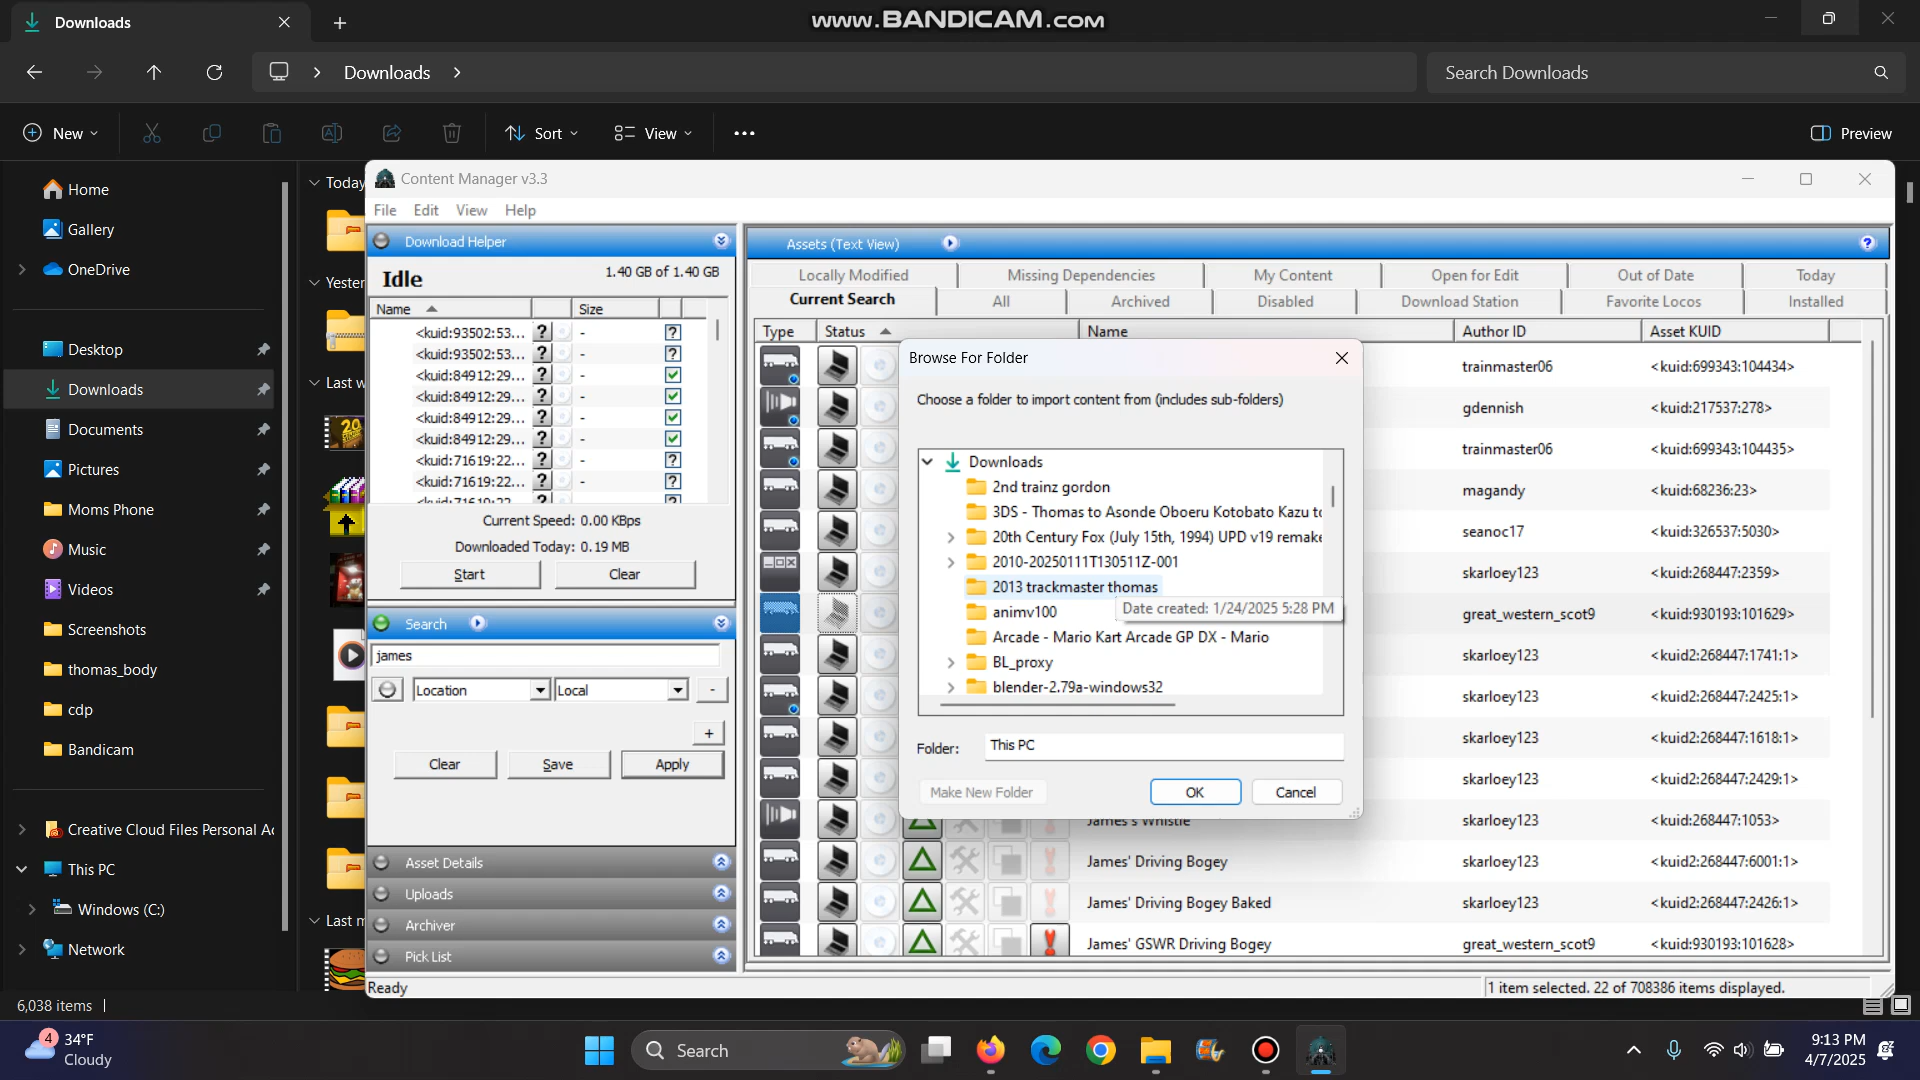 Downloads
www.BANDICAM.com
Downloads
Search Downloads
New
Sort
View
Preview
Home
Gallery
OneDrive
Desktop
Downloads
Documents
Pictures
Moms Phone
Music
Videos
Screenshots
thomas_body
cdp
Bandicam
Creative Cloud Files Personal Ac
This PC
Windows (C:)
Network
Today
Yester
Last w
Last m
Content Manager v3.3
File Edit View Help
Download Helper
Idle
1.40 GB of 1.40 GB
Name Size
<kuid:93502:53... ? - ?
<kuid:93502:53... ? - ?
<kuid:84912:29... ? -
<kuid:84912:29... ? -
<kuid:84912:29... ? -
<kuid:84912:29... ? -
<kuid:71619:22... ? - ?
<kuid:71619:22... ? - ?
<kuid:71619:22... ? - ?
Current Speed: 0.00 KBps
Downloaded Today: 0.19 MB
Start Clear
Search
james
Location Local -
+
Clear Save Apply
Asset Details
Uploads
Archiver
Pick List
Ready
Assets (Text View) ?
Locally Modified Missing Dependencies My Content Open for Edit Out of Date Today
Current Search All Archived Disabled Download Station Favorite Locos Installed
Type Status Name Author ID Asset KUID
trainmaster06 <kuid:699343:104434>
gdennish <kuid:217537:278>
trainmaster06 <kuid:699343:104435>
magandy <kuid:68236:23>
seanoc17 <kuid:326537:5030>
skarloey123 <kuid:268447:2359>
great_western_scot9 <kuid:930193:101629>
skarloey123 <kuid2:268447:1741:1>
skarloey123 <kuid2:268447:2425:1>
skarloey123 <kuid2:268447:1618:1>
skarloey123 <kuid2:268447:2429:1>
James's Whistle skarloey123 <kuid:268447:1053>
James' Driving Bogey skarloey123 <kuid2:268447:6001:1>
James' Driving Bogey Baked skarloey123 <kuid2:268447:2426:1>
James' GSWR Driving Bogey great_western_scot9 <kuid:930193:101628>
Browse For Folder
Choose a folder to import content from (includes sub-folders)
Downloads
2nd trainz gordon
3DS - Thomas to Asonde Oboeru Kotobato Kazu to
20th Century Fox (July 15th, 1994) UPD v19 remake
2010-20250111T130511Z-001
2013 trackmaster thomas
animv100
Date created: 1/24/2025 5:28 PM
Arcade - Mario Kart Arcade GP DX - Mario
BL_proxy
blender-2.79a-windows32
Folder: This PC
Make New Folder OK Cancel
1 item selected. 22 of 708386 items displayed.
6,038 items
4
34°F
Cloudy
Search
9:13 PM
4/7/2025